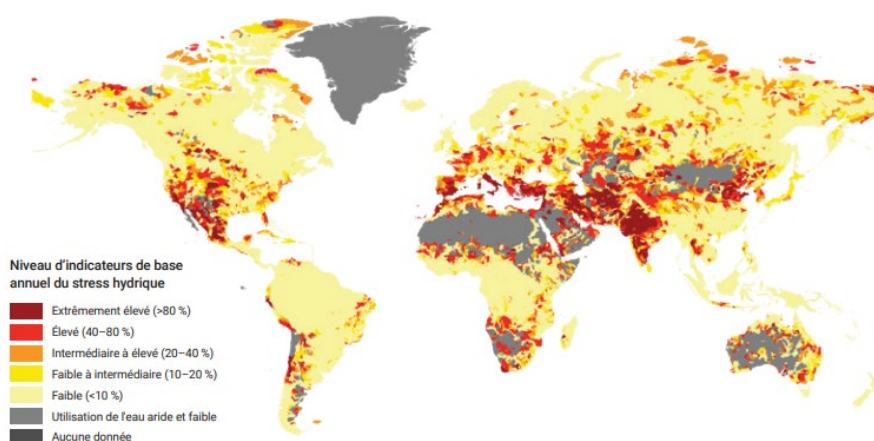 Niveau d'indicateurs de base
annuel du stress hydrique
Extrêmement élevé (>80 %)
Élevé (40–80 %)
Intermédiaire à élevé (20–40 %)
Faible à intermédiaire (10–20 %)
Faible (<10 %)
Utilisation de l'eau aride et faible
Aucune donnée